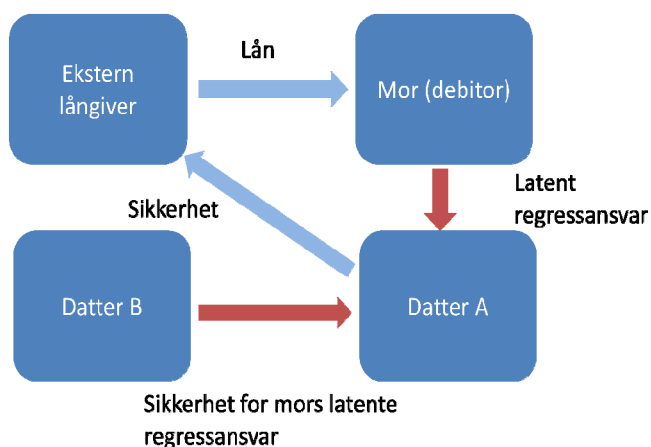 Lån
Ekstern
långiver
Mor (debitor)
Sikkerhet
Latent
regressansvar
Datter B
Datter A
Sikkerhet for mors latente
regressansvar